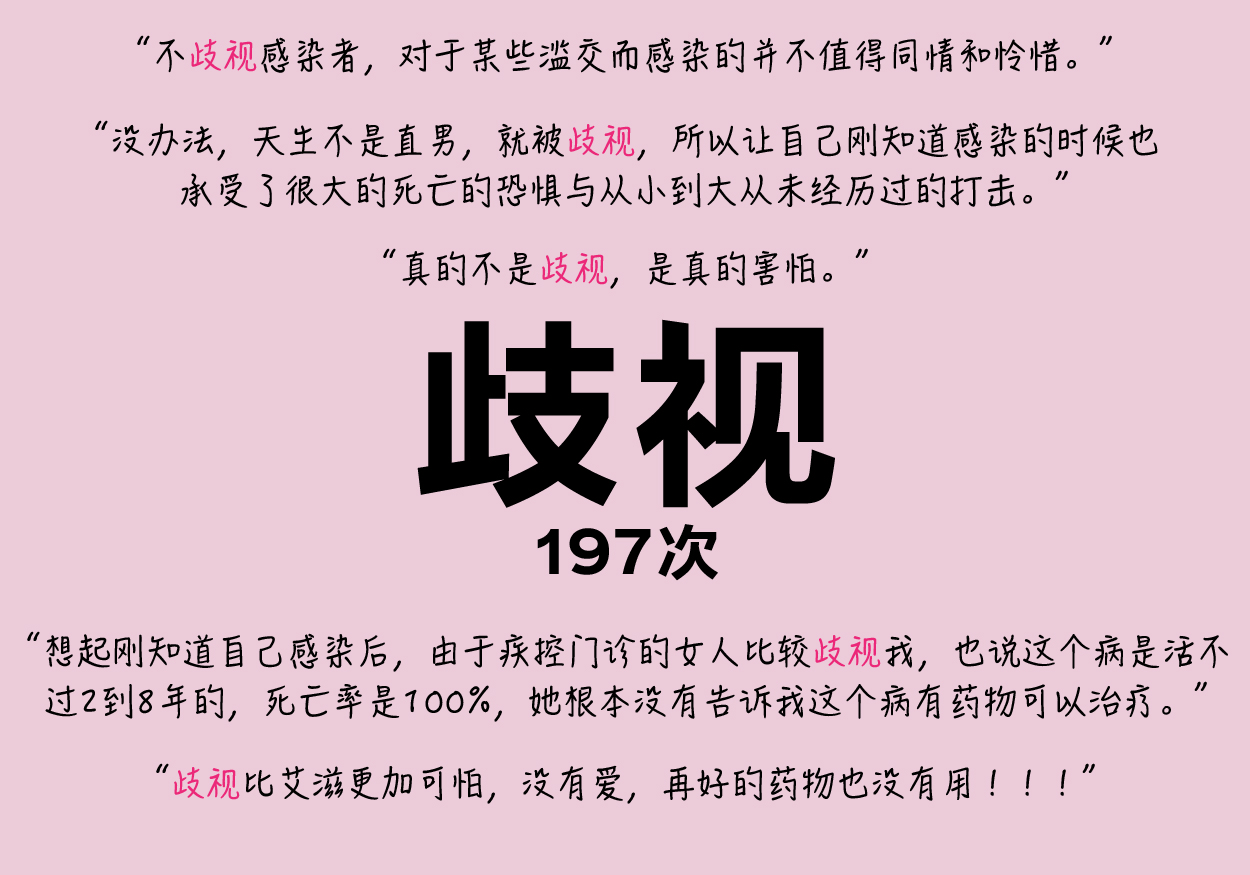 “不歧视感染者，对于某些滥交而感染的并不值得同情和怜惜。”
“没办法，天生不是直男，就被歧视，所以让自己刚知道感染的时候也
承受了很大的死亡的恐惧与从小到大从未经历过的打击。”
“真的不是歧视，是真的害怕。”
歧视
197次
“想起刚知道自己感染后，由于疾控门诊的女人比较歧视我，也说这个病是活不
过2到8年的，死亡率是100%，她根本没有告诉我这个病有药物可以治疗。”
“歧视比艾滋更加可怕，没有爱，再好的药物也没有用！！！”